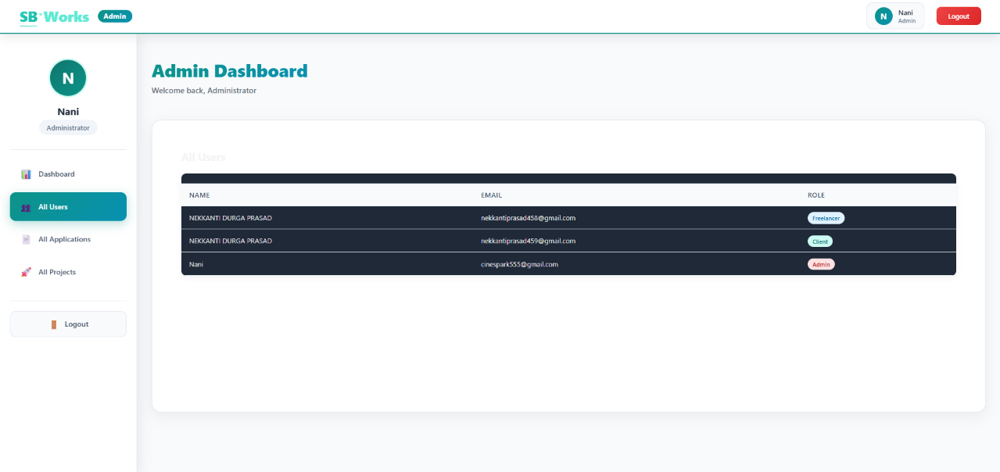 SB Works Admin
N Nani
Admin
Logout
N
Nani
Administrator
Dashboard
All Users
All Applications
All Projects
Logout
Admin Dashboard
Welcome back, Administrator
All Users
NAME EMAIL ROLE
NEKKANTI DURGA PRASAD nekkantiprasad458@gmail.com Freelancer
NEKKANTI DURGA PRASAD nekkantiprasad459@gmail.com Client
Nani cinespark555@gmail.com Admin